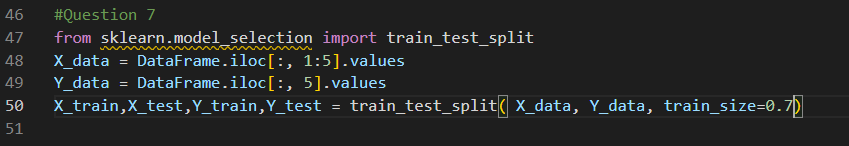 46 #Question 7
47 from sklearn.model_selection import train_test_split
48 X_data = DataFrame.iloc[:, 1:5].values
49 Y_data = DataFrame.iloc[:, 5].values
50 X_train,X_test,Y_train,Y_test = train_test_split( X_data, Y_data, train_size=0.7)
51